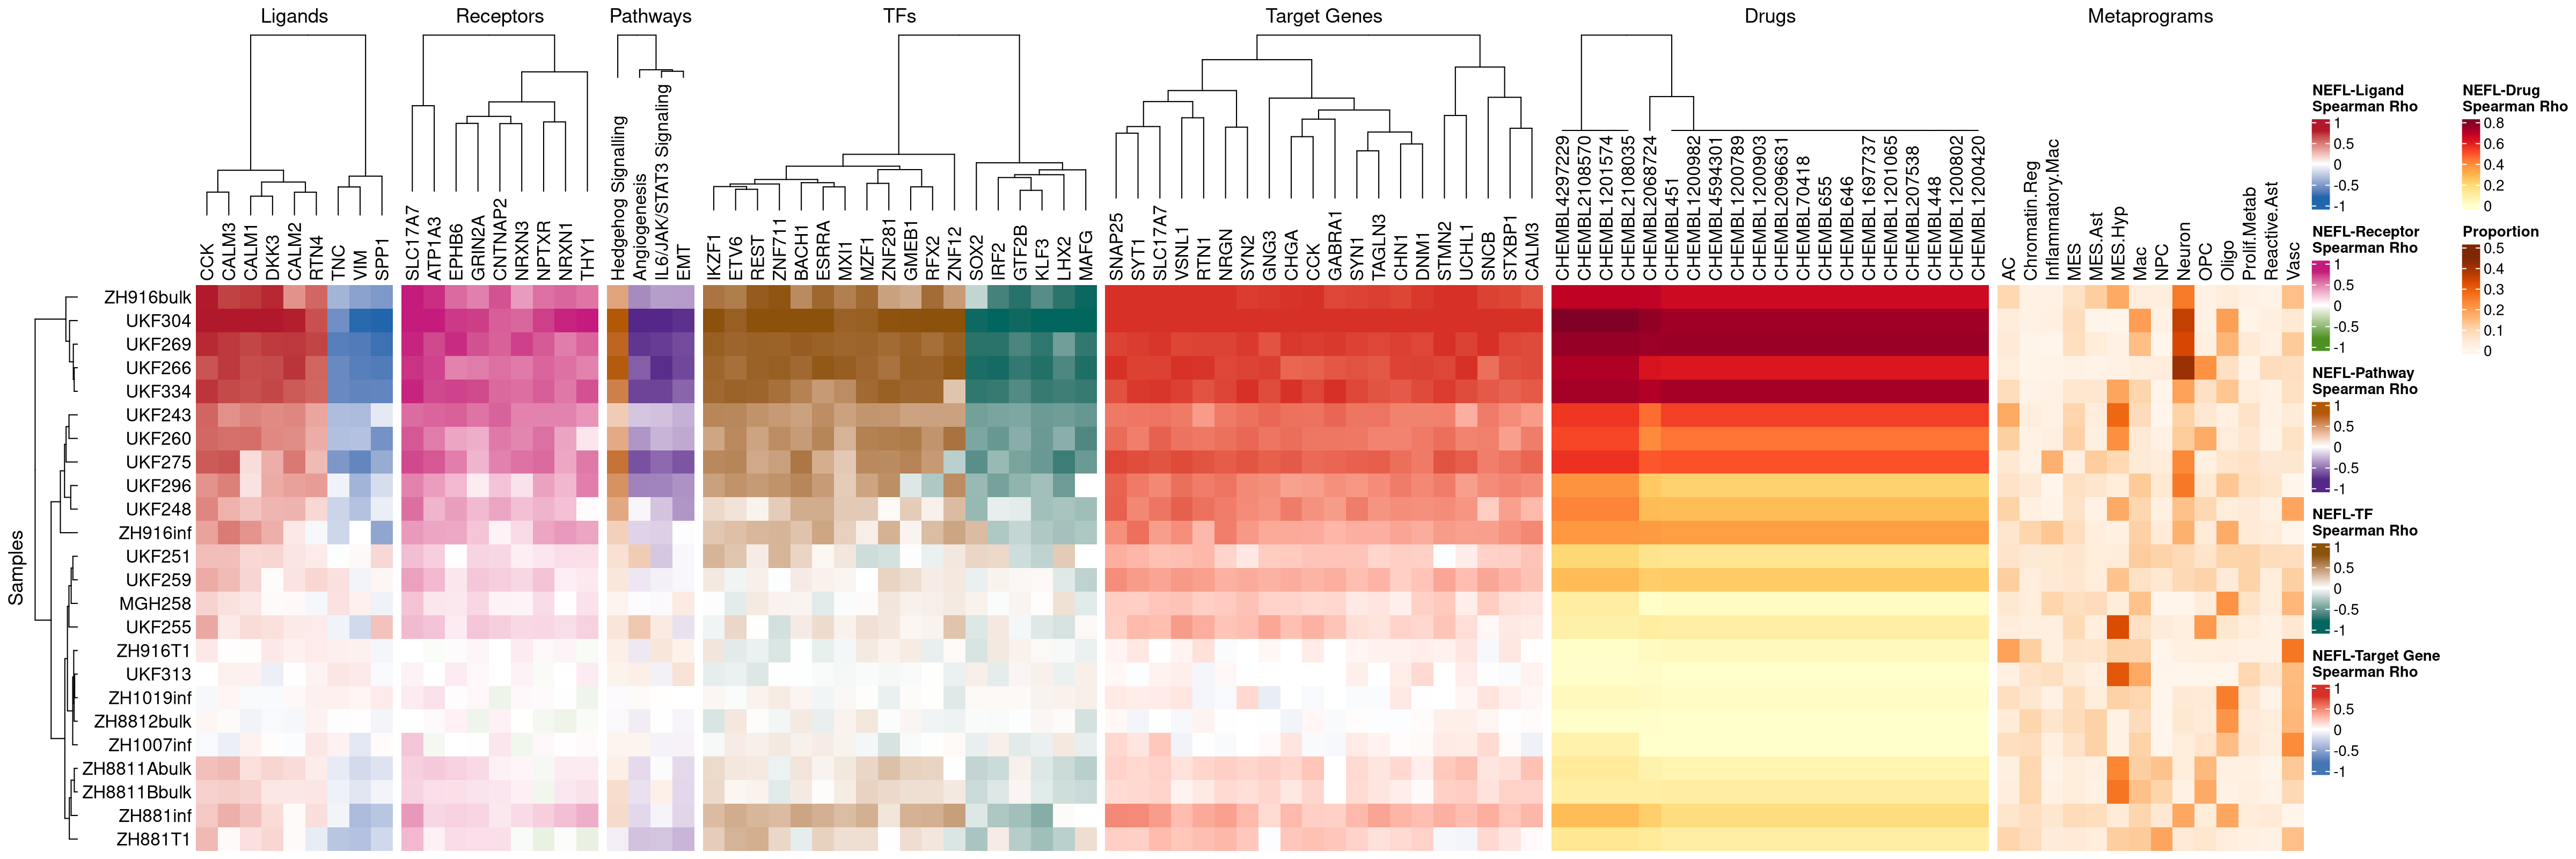 Ligands
Receptors
Pathways
TFs
Target Genes
Drugs
Metaprograms
CCK
CALM3
CALM1
DKK3
CALM2
RTN4
TNC
VIM
SPP1
SLC17A7
ATP1A3
EPHB6
GRIN2A
CNTNAP2
NRXN3
NPTXR
NRXN1
THY1
Hedgehog Signalling
Angiogenesis
IL6/JAK/STAT3 Signaling
EMT
IKZF1
ETV6
REST
ZNF711
BACH1
ESRRA
MXI1
MZF1
ZNF281
GMEB1
RFX2
ZNF12
SOX2
IRF2
GTF2B
KLF3
LHX2
MAFG
SNAP25
SYT1
SLC17A7
VSNL1
RTN1
NRGN
SYN2
GNG3
CHGA
CCK
GABRA1
SYN1
TAGLN3
CHN1
DNM1
STMN2
UCHL1
SNCB
STXBP1
CALM3
CHEMBL4297229
CHEMBL2108570
CHEMBL1201574
CHEMBL2108035
CHEMBL2068724
CHEMBL451
CHEMBL1200982
CHEMBL4594301
CHEMBL1200789
CHEMBL1200903
CHEMBL2096631
CHEMBL70418
CHEMBL655
CHEMBL646
CHEMBL1697737
CHEMBL1201065
CHEMBL207538
CHEMBL448
CHEMBL1200802
CHEMBL1200420
AC
Chromatin.Reg
Inflammatory.Mac
MES
MES.Ast
MES.Hyp
Mac
NPC
Neuron
OPC
Oligo
Prolif.Metab
Reactive.Ast
Vasc
Samples
ZH916bulk
UKF304
UKF269
UKF266
UKF334
UKF243
UKF260
UKF275
UKF296
UKF248
ZH916inf
UKF251
UKF259
MGH258
UKF255
ZH916T1
UKF313
ZH1019inf
ZH8812bulk
ZH1007inf
ZH8811Abulk
ZH8811Bbulk
ZH881inf
ZH881T1
NEFL-Ligand
Spearman Rho
1
0.5
0
-0.5
-1
NEFL-Receptor
Spearman Rho
1
0.5
0
-0.5
-1
NEFL-Pathway
Spearman Rho
1
0.5
0
-0.5
-1
NEFL-TF
Spearman Rho
1
0.5
0
-0.5
-1
NEFL-Target Gene
Spearman Rho
1
0.5
0
-0.5
-1
NEFL-Drug
Spearman Rho
0.8
0.6
0.4
0.2
0
Proportion
0.5
0.4
0.3
0.2
0.1
0